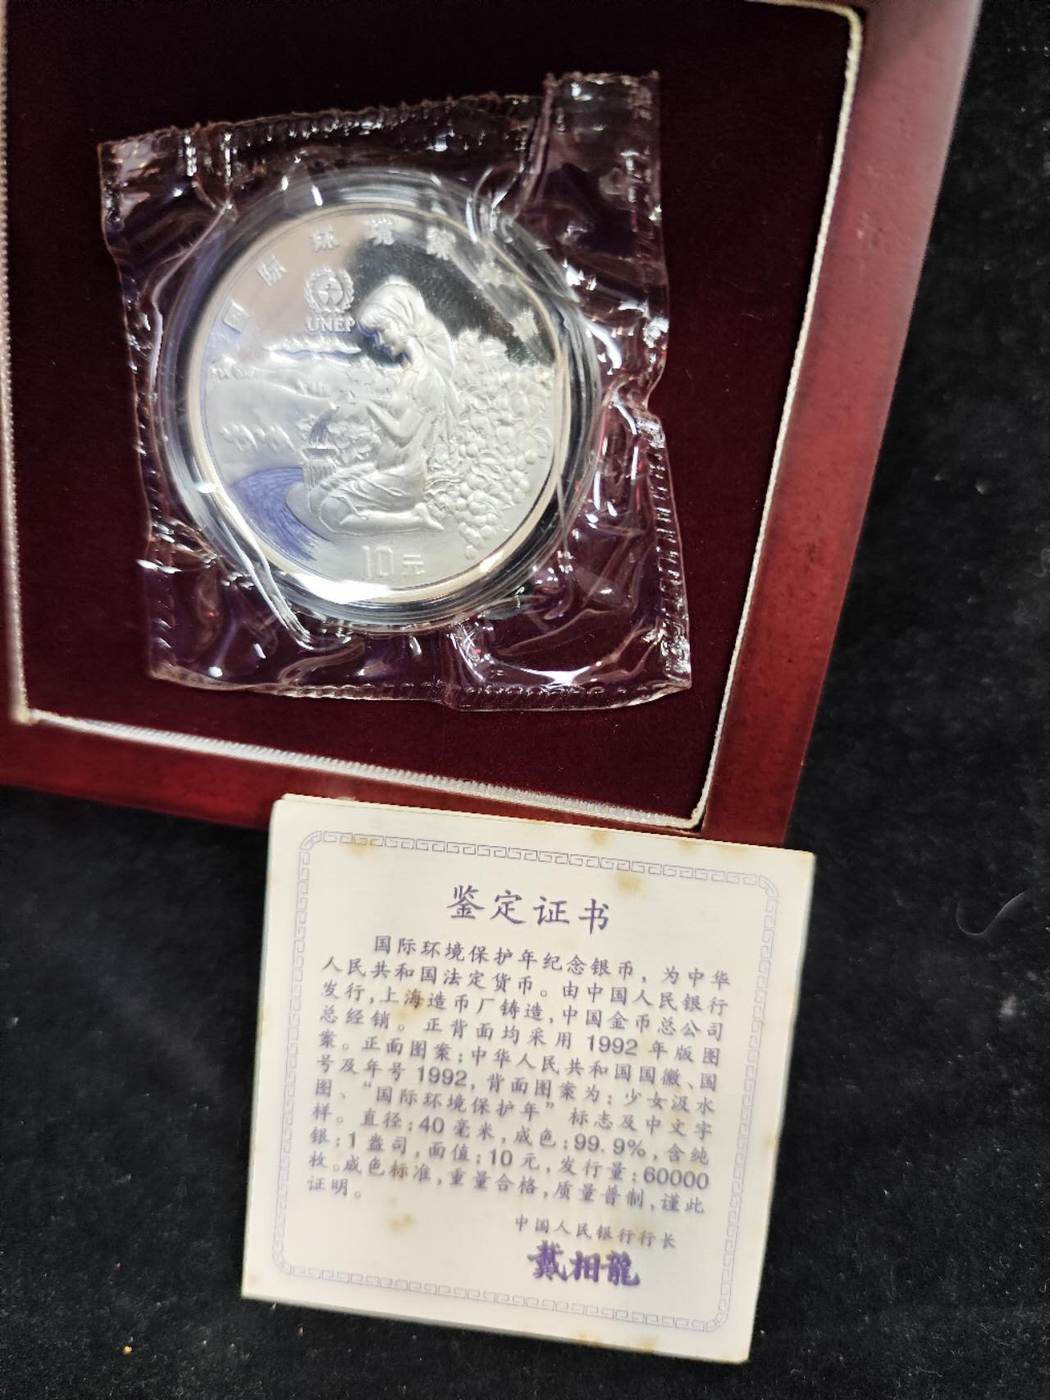 国际环境保护年
UNEP
10元
鉴定证书
国际环境保护年纪念银币，为中华
人民共和国法定货币。由中国人民银行
发行，上海造币厂铸造，中国金币总公司
总经销。正背面均采用1992年版图
案。正面图案：中华人民共和国国徽、国
号及年号1992，背面图案为：少女汲水
图、“国际环境保护年”标志及中文字
样。直径：40毫米，成色：99.9%，含纯
银：1盎司，面值：10元，发行量：60000
枚。成色标准，重量合格，质量普制，谨此
证明。
中国人民银行行长
戴相龍